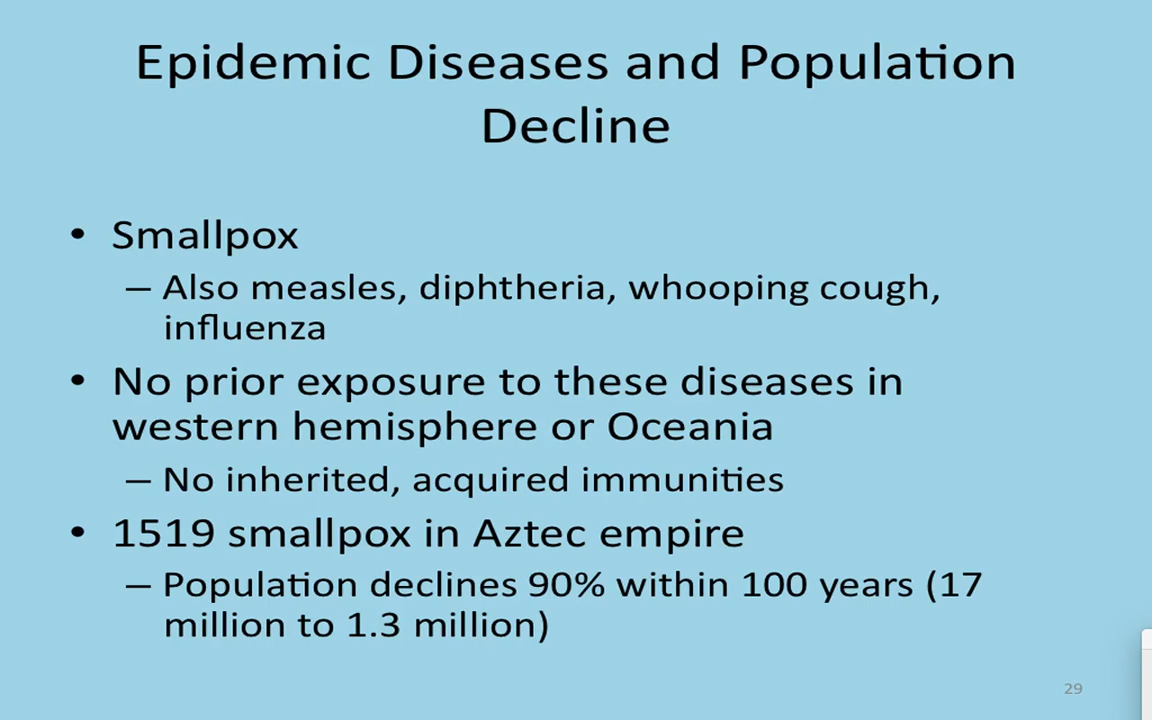 Epidemic Diseases and Population
Decline
• Smallpox
– Also measles, diphtheria, whooping cough,
influenza
• No prior exposure to these diseases in
western hemisphere or Oceania
– No inherited, acquired immunities
• 1519 smallpox in Aztec empire
– Population declines 90% within 100 years (17
million to 1.3 million)
29